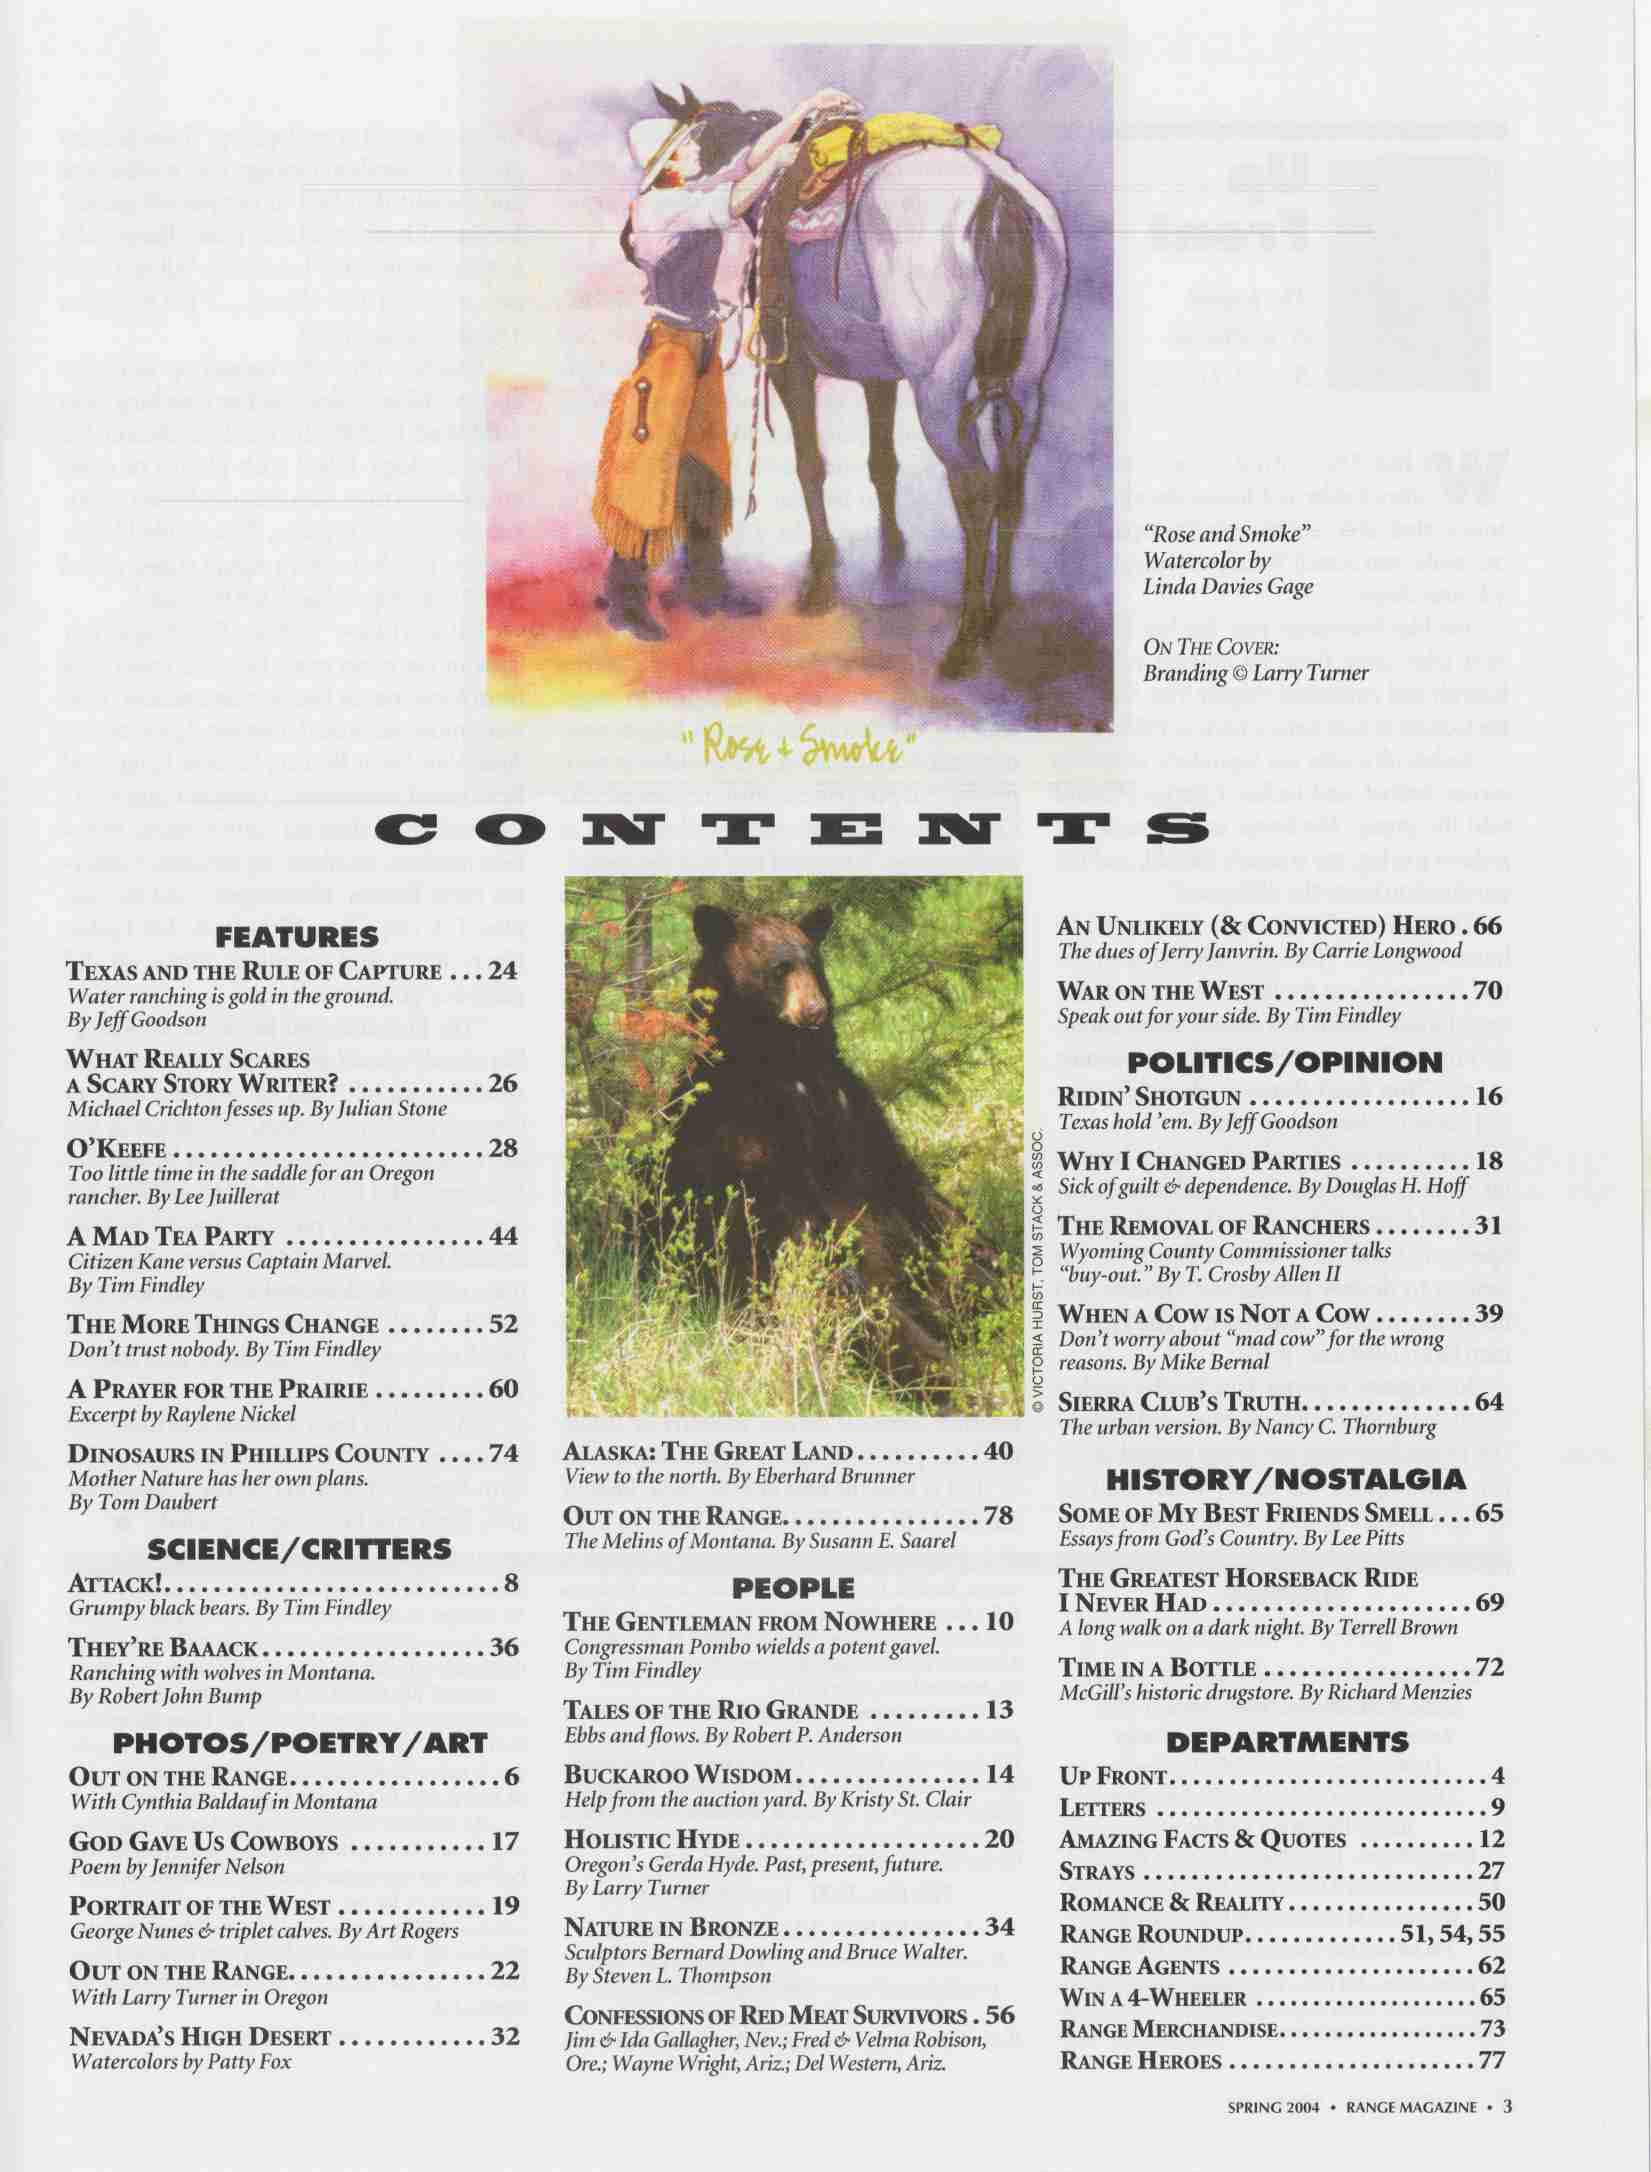 "Rose and Smoke"
Watercolor by
Linda Davies Gage
ON THE COVER:
Branding © Larry Turner
"Rose + Smoke"
CONTENTS
FEATURES
TEXAS AND THE RULE OF CAPTURE ... 24
Water ranching is gold in the ground.
By Jeff Goodson
WHAT REALLY SCARES
A SCARY STORY WRITER? ........... 26
Michael Crichton fesses up. By Julian Stone
O'KEEFE ......................... 28
Too little time in the saddle for an Oregon
rancher. By Lee Juillerat
A MAD TEA PARTY ................ 44
Citizen Kane versus Captain Marvel.
By Tim Findley
THE MORE THINGS CHANGE ........ 52
Don't trust nobody. By Tim Findley
A PRAYER FOR THE PRAIRIE ......... 60
Excerpt by Raylene Nickel
DINOSAURS IN PHILLIPS COUNTY .... 74
Mother Nature has her own plans.
By Tom Daubert
SCIENCE/CRITTERS
ATTACK!........................... 8
Grumpy black bears. By Tim Findley
THEY'RE BAAACK.................. 36
Ranching with wolves in Montana.
By Robert John Bump
PHOTOS/POETRY/ART
OUT ON THE RANGE................. 6
With Cynthia Baldauf in Montana
GOD GAVE US COWBOYS ........... 17
Poem by Jennifer Nelson
PORTRAIT OF THE WEST ............ 19
George Nunes & triplet calves. By Art Rogers
OUT ON THE RANGE................ 22
With Larry Turner in Oregon
NEVADA'S HIGH DESERT ............ 32
Watercolors by Patty Fox
© VICTORIA HURST, TOM STACK & ASSOC.
ALASKA: THE GREAT LAND.......... 40
View to the north. By Eberhard Brunner
OUT ON THE RANGE................ 78
The Melins of Montana. By Susann E. Saarel
PEOPLE
THE GENTLEMAN FROM NOWHERE ... 10
Congressman Pombo wields a potent gavel.
By Tim Findley
TALES OF THE RIO GRANDE ......... 13
Ebbs and flows. By Robert P. Anderson
BUCKAROO WISDOM............... 14
Help from the auction yard. By Kristy St. Clair
HOLISTIC HYDE................... 20
Oregon's Gerda Hyde. Past, present, future.
By Larry Turner
NATURE IN BRONZE................ 34
Sculptors Bernard Dowling and Bruce Walter.
By Steven L. Thompson
CONFESSIONS OF RED MEAT SURVIVORS . 56
Jim & Ida Gallagher, Nev.; Fred & Velma Robison,
Ore.; Wayne Wright, Ariz.; Del Western, Ariz.
AN UNLIKELY (& CONVICTED) HERO . 66
The dues of Jerry Janvrin. By Carrie Longwood
WAR ON THE WEST ................ 70
Speak out for your side. By Tim Findley
POLITICS/OPINION
RIDIN' SHOTGUN .................. 16
Texas hold 'em. By Jeff Goodson
WHY I CHANGED PARTIES .......... 18
Sick of guilt & dependence. By Douglas H. Hoff
THE REMOVAL OF RANCHERS ........ 31
Wyoming County Commissioner talks
"buy-out." By T. Crosby Allen II
WHEN A COW IS NOT A COW ........ 39
Don't worry about "mad cow" for the wrong
reasons. By Mike Bernal
SIERRA CLUB'S TRUTH.............. 64
The urban version. By Nancy C. Thornburg
HISTORY/NOSTALGIA
SOME OF MY BEST FRIENDS SMELL ... 65
Essays from God's Country. By Lee Pitts
THE GREATEST HORSEBACK RIDE
I NEVER HAD ..................... 69
A long walk on a dark night. By Terrell Brown
TIME IN A BOTTLE ................. 72
McGill's historic drugstore. By Richard Menzies
DEPARTMENTS
UP FRONT.......................... 4
LETTERS ........................... 9
AMAZING FACTS & QUOTES .......... 12
STRAYS ........................... 27
ROMANCE & REALITY................ 50
RANGE ROUNDUP............. 51, 54, 55
RANGE AGENTS .................... 62
WIN A 4-WHEELER .................... 65
RANGE MERCHANDISE................. 73
RANGE HEROES .................... 77
SPRING 2004 • RANGE MAGAZINE • 3